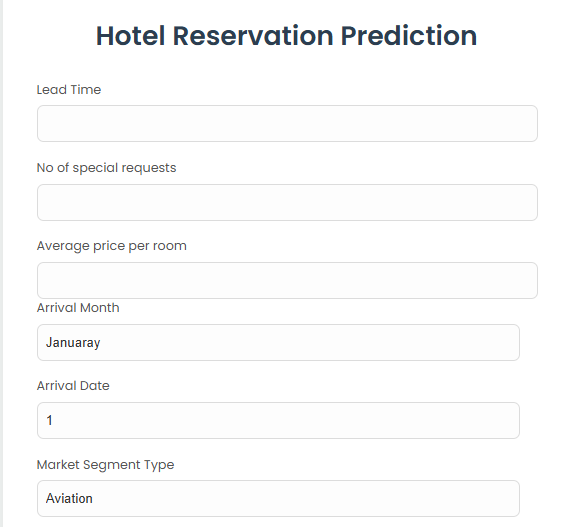 Hotel Reservation Prediction
Lead Time
No of special requests
Average price per room
Arrival Month
Januaray
Arrival Date
1
Market Segment Type
Aviation